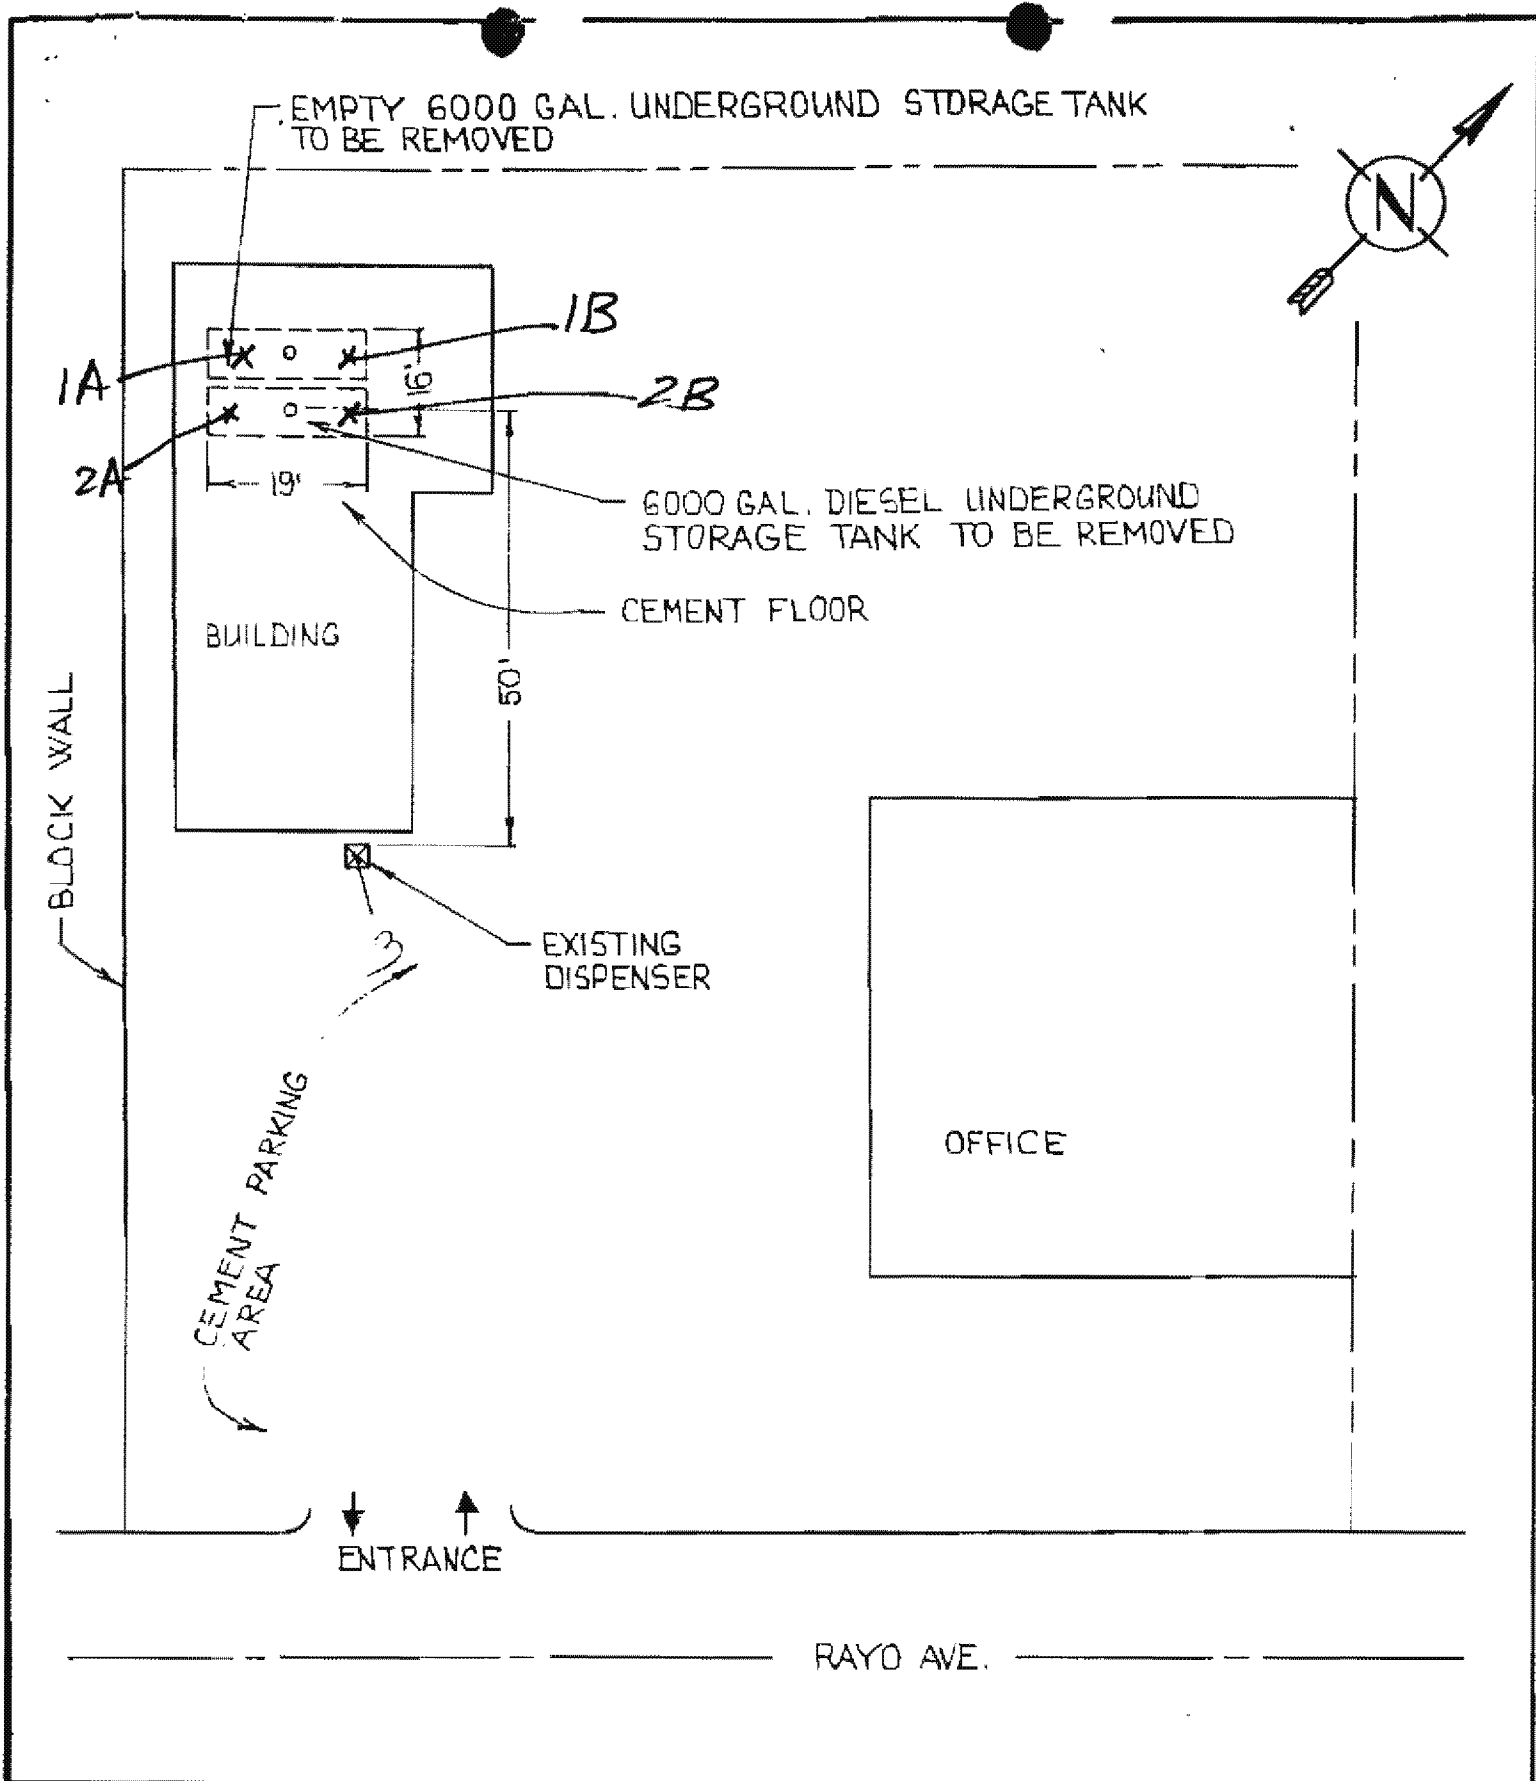 EMPTY 6000 GAL. UNDERGROUND STORAGE TANK
TO BE REMOVED
N
1B
1A
16'
2B
2A
19'
6000 GAL. DIESEL UNDERGROUND
STORAGE TANK TO BE REMOVED
CEMENT FLOOR
BUILDING
50'
BLOCK WALL
3
EXISTING
DISPENSER
CEMENT PARKING
AREA
OFFICE
ENTRANCE
RAYO AVE.